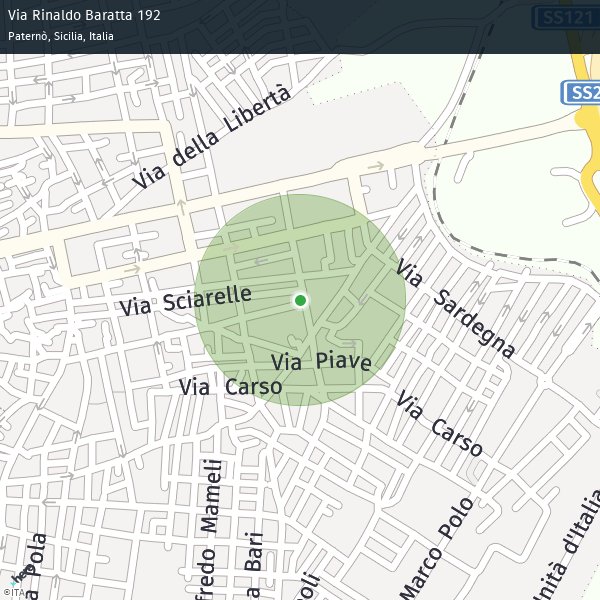 Via Rinaldo Baratta 192
Paternò, Sicilia, Italia
SS121
SS2
Via della Libertà
Via Sardegna
Via Sciarelle
Via Piave
Via Carso
Via Carso
fredo Mameli
a Bari
oli
Marco Polo
nità d'Italia
a Pola
here
©ITA